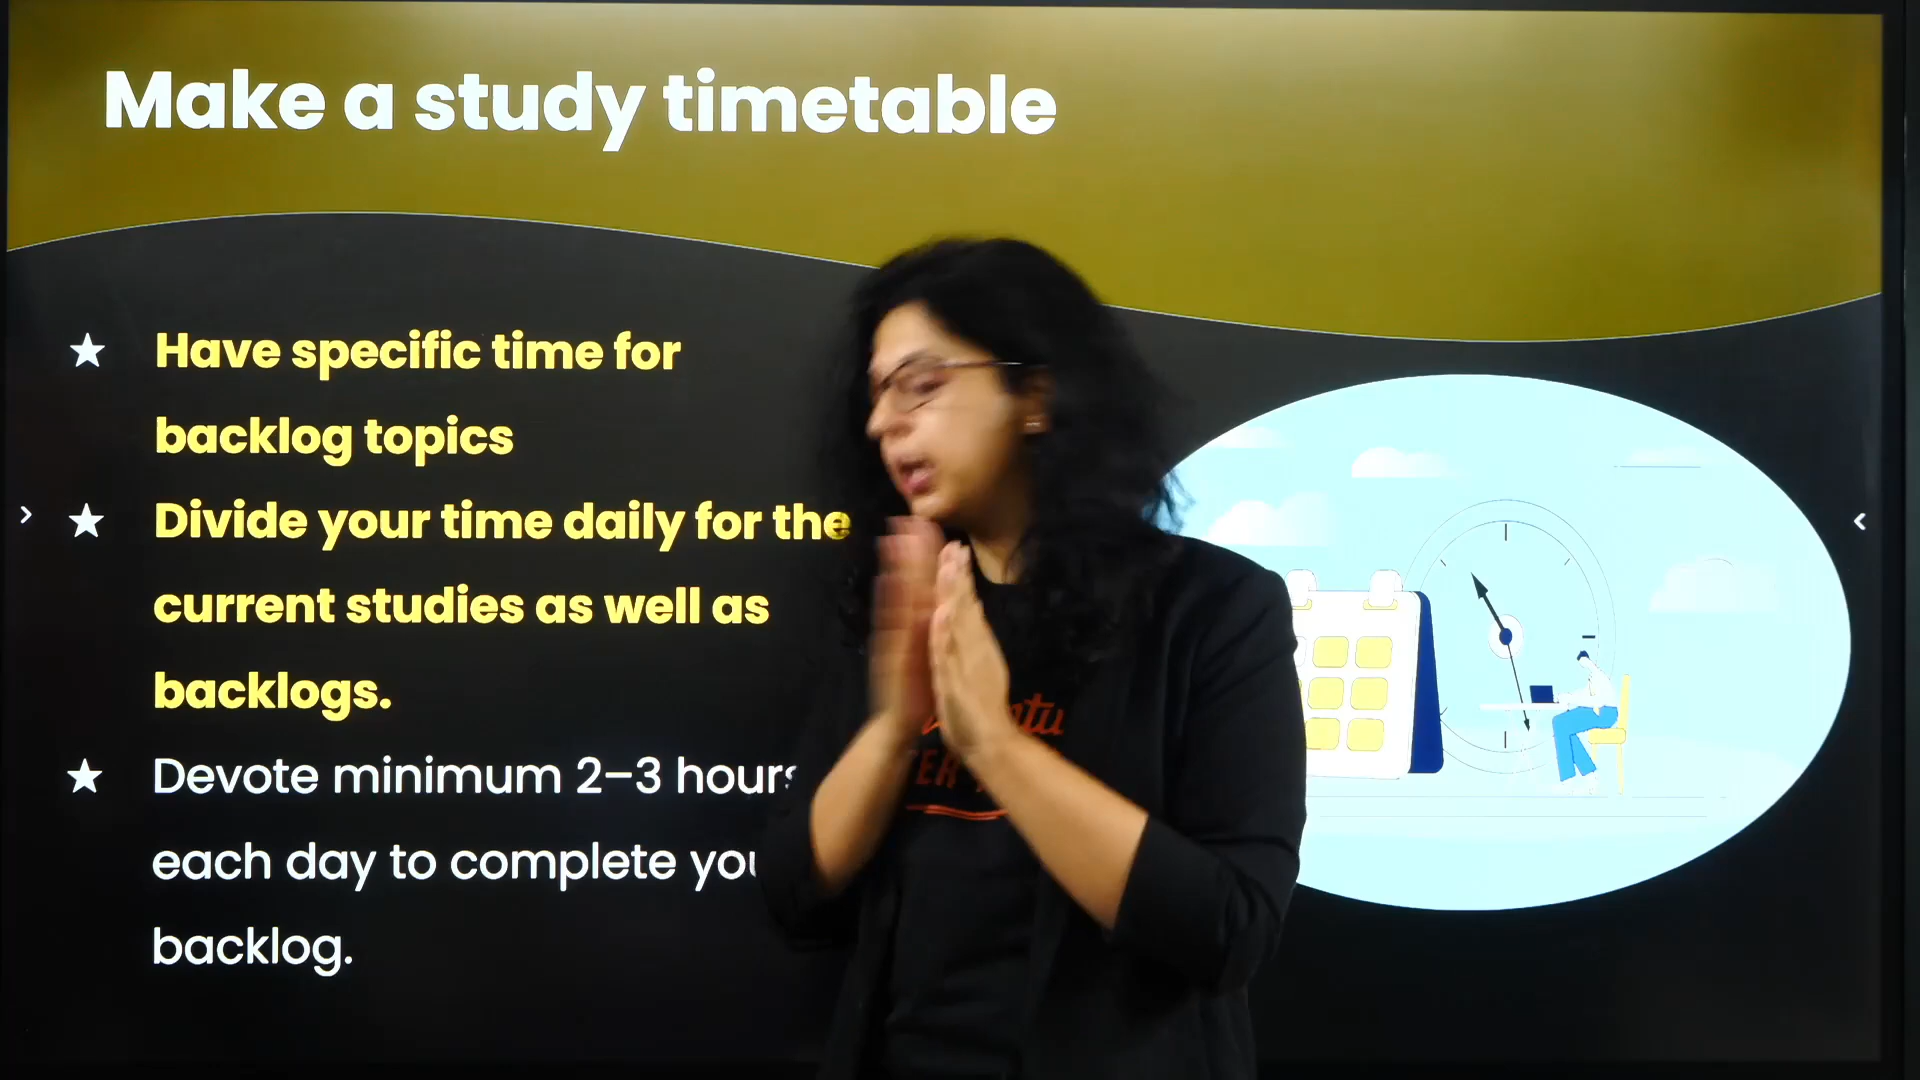 Make a study timetable
★ Have specific time for
backlog topics
★ Divide your time daily for the
current studies as well as
backlogs.
★ Devote minimum 2–3 hours
each day to complete
backlog.